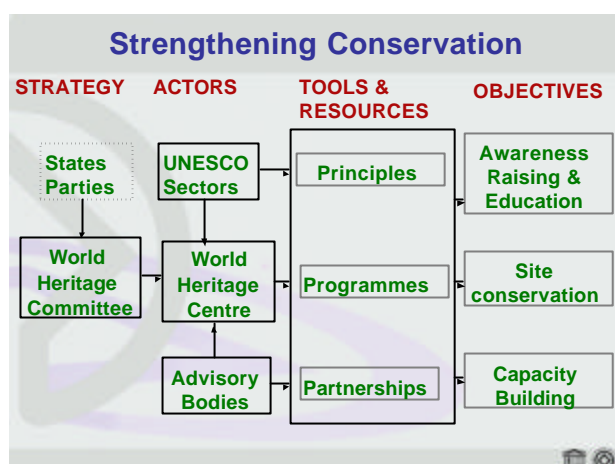 Strengthening Conservation
STRATEGY
ACTORS
TOOLS &
RESOURCES
OBJECTIVES
States
Parties
UNESCO
Sectors
Principles
Awareness
Raising &
Education
World
Heritage
Committee
World
Heritage
Centre
Programmes
Site
conservation
Advisory
Bodies
Partnerships
Capacity
Building